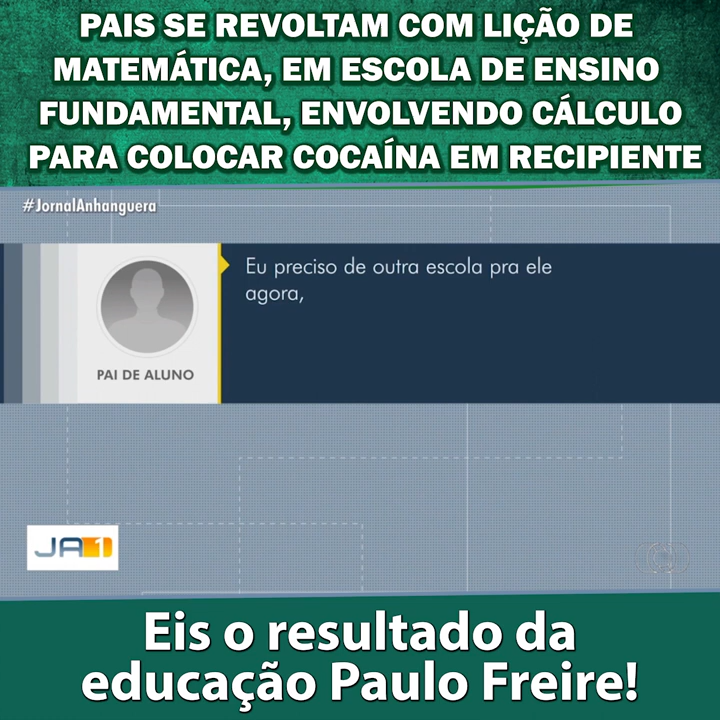 PAIS SE REVOLTAM COM LIÇÃO DE
MATEMÁTICA, EM ESCOLA DE ENSINO
FUNDAMENTAL, ENVOLVENDO CÁLCULO
PARA COLOCAR COCAÍNA EM RECIPIENTE
#JornalAnhanguera
Eu preciso de outra escola pra ele
agora,
PAI DE ALUNO
JA1
Eis o resultado da
educação Paulo Freire!